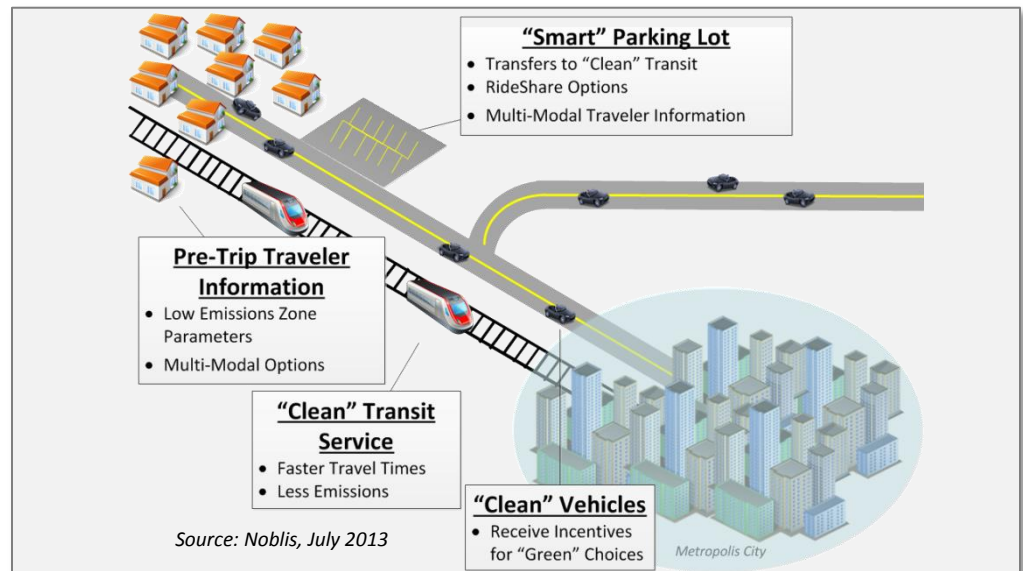 “Smart” Parking Lot
• Transfers to “Clean” Transit
• RideShare Options
• Multi-Modal Traveler Information
Pre-Trip Traveler
Information
• Low Emissions Zone
Parameters
• Multi-Modal Options
“Clean” Transit
Service
• Faster Travel Times
• Less Emissions
“Clean” Vehicles
• Receive Incentives
for “Green” Choices
Metropolis City
Source: Noblis, July 2013